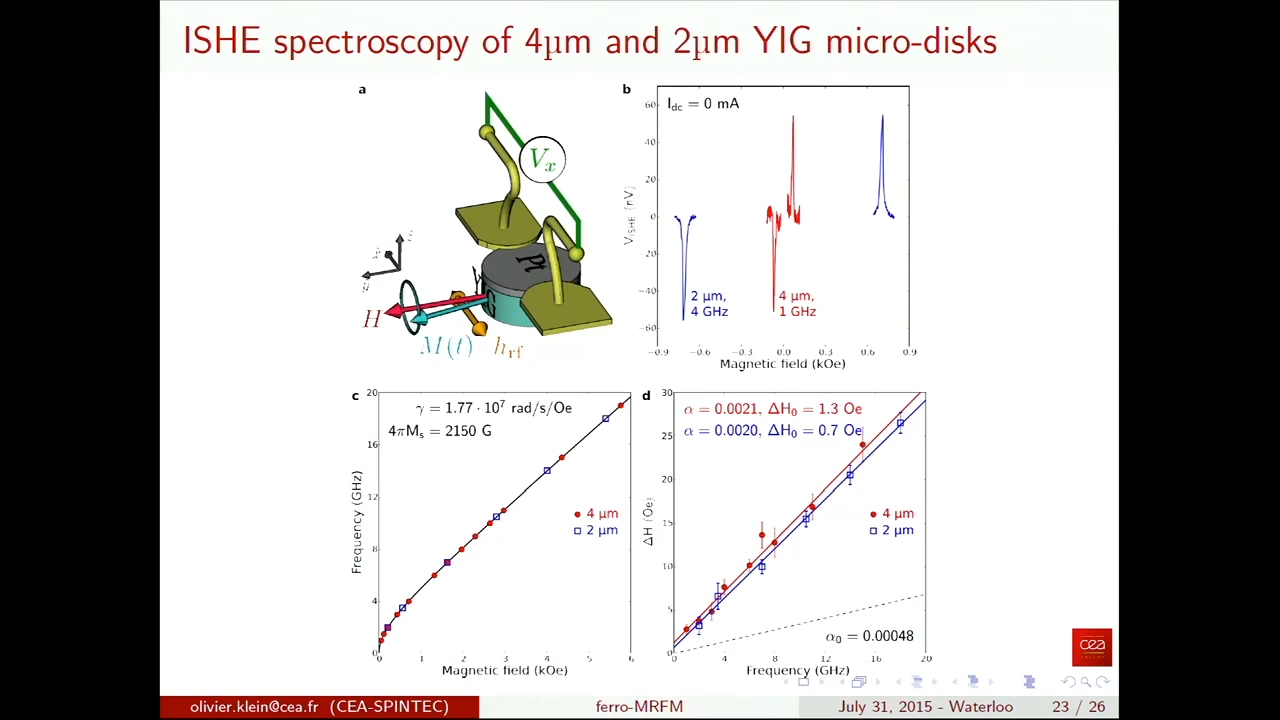 ISHE spectroscopy of 4µm and 2µm YIG micro-disks
a
V_x
z
Pt
G
H
M(t)
h_rf
b
I_dc = 0 mA
60
40
20
0
−20
−40
−60
V_ISHE (nV)
2 µm,
4 GHz
4 µm,
1 GHz
−0.9 −0.6 −0.3 0.0 0.3 0.6 0.9
Magnetic field (kOe)
c
γ = 1.77 · 10⁷ rad/s/Oe
4πM_s = 2150 G
20
16
12
8
4
0
Frequency (GHz)
4 µm
2 µm
0 1 2 3 4 5 6
Magnetic field (kOe)
d
α = 0.0021, ΔH₀ = 1.3 Oe
α = 0.0020, ΔH₀ = 0.7 Oe
30
25
20
15
10
5
0
ΔH (Oe)
4 µm
2 µm
α₀ = 0.00048
0 4 8 12 16 20
Frequency (GHz)
cea
olivier.klein@cea.fr (CEA-SPINTEC) ferro-MRFM July 31, 2015 - Waterloo 23 / 26